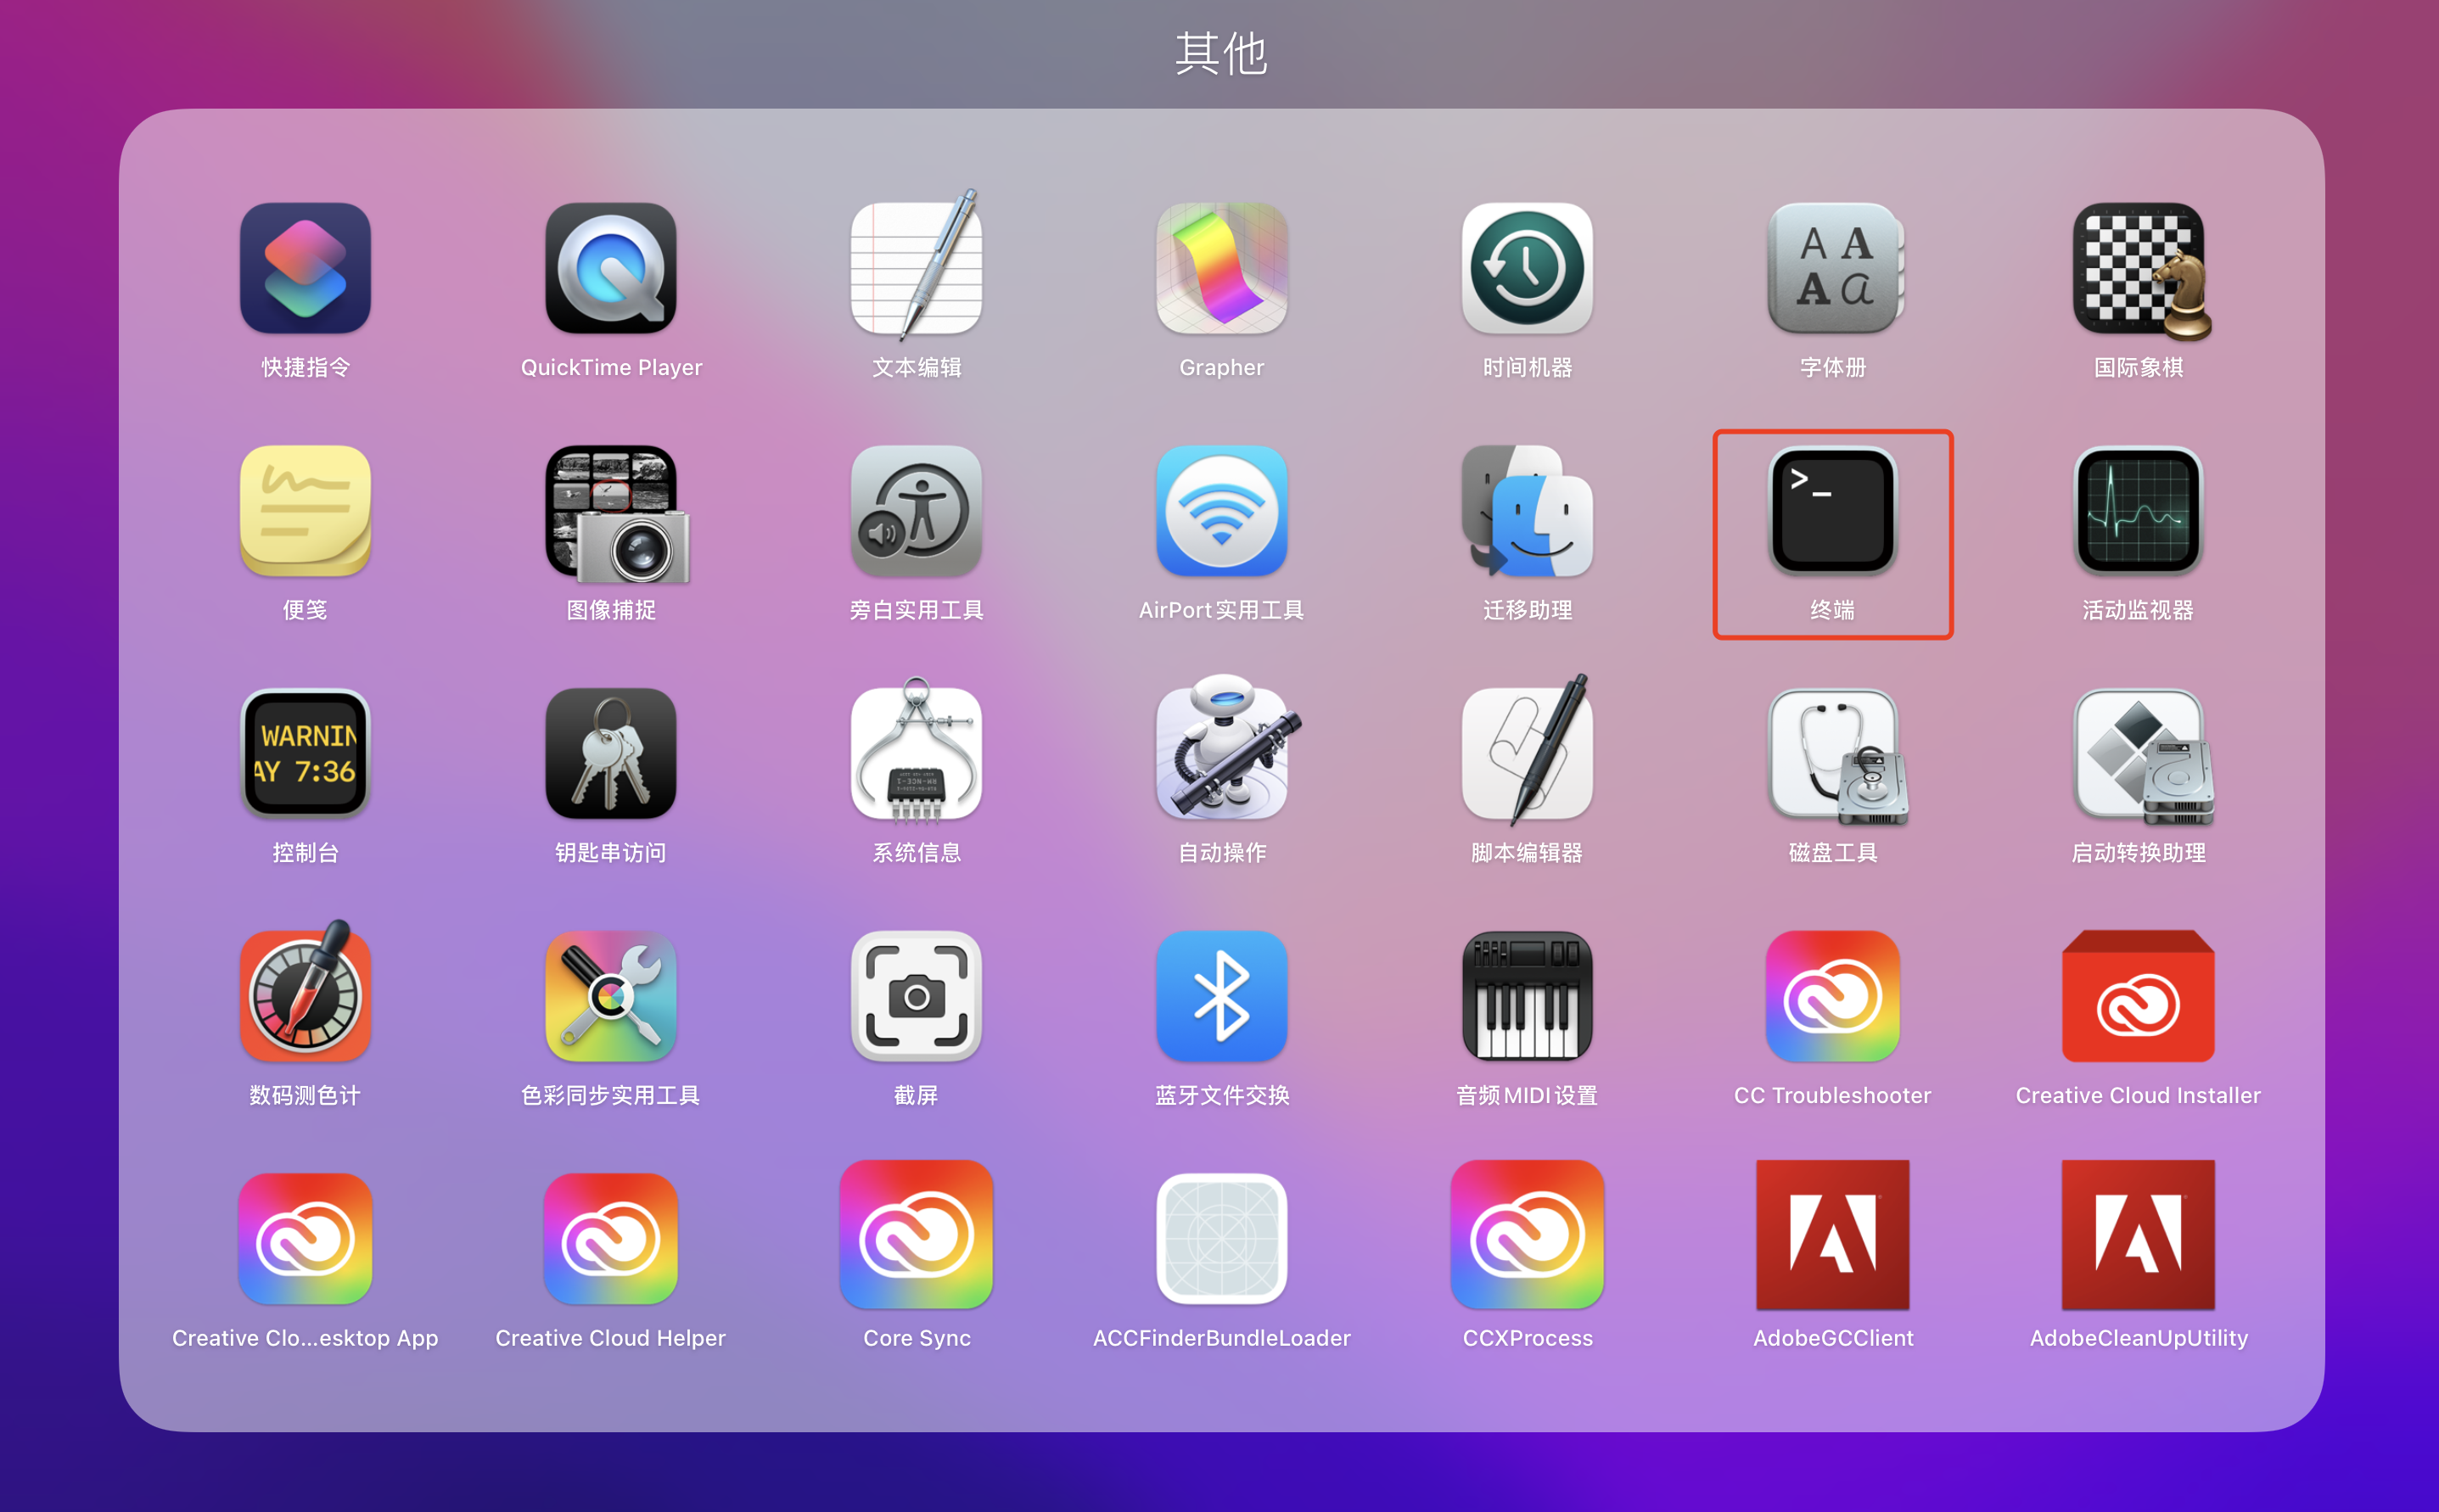 其他
快捷指令
QuickTime Player
文本编辑
Grapher
时间机器
A A
A a
字体册
国际象棋
便笺
图像捕捉
旁白实用工具
AirPort实用工具
迁移助理
>_
终端
活动监视器
WARNIN
AY 7:36
控制台
钥匙串访问
系统信息
自动操作
脚本编辑器
磁盘工具
启动转换助理
数码测色计
色彩同步实用工具
截屏
蓝牙文件交换
音频MIDI设置
CC Troubleshooter
Creative Cloud Installer
Creative Clo...esktop App
Creative Cloud Helper
Core Sync
ACCFinderBundleLoader
CCXProcess
AdobeGCClient
AdobeCleanUpUtility